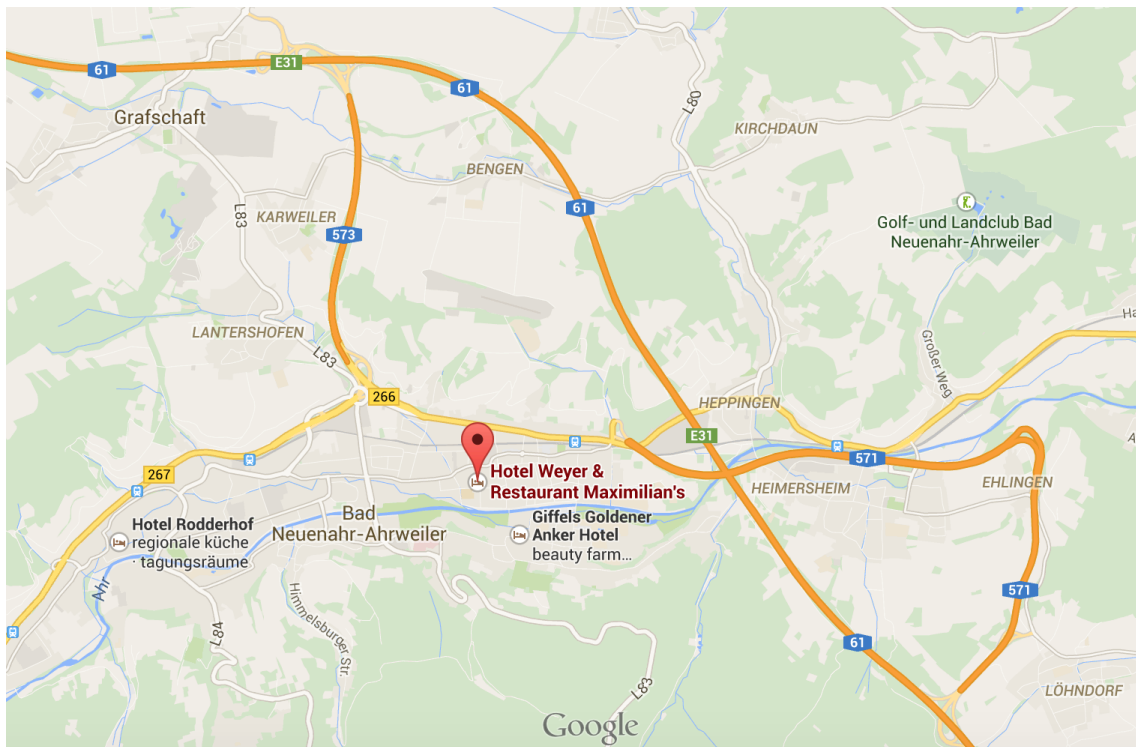 61
E31
61
Grafschaft
L80
KIRCHDAUN
BENGEN
L83
KARWEILER
61
573
Golf- und Landclub Bad
Neuenahr-Ahrweiler
LANTERSHOFEN
L83
Großer Weg
Ha
266
HEPPINGEN
E31
267
571
Hotel Weyer &
Restaurant Maximilian's
HEIMERSHEIM
EHLINGEN
Hotel Rodderhof
regionale küche
· tagungsräume
Bad
Neuenahr-Ahrweiler
Giffels Goldener
Anker Hotel
beauty farm...
A
Ahr
Himmelsburger Str.
571
L84
61
L83
LÖHNDORF
Google